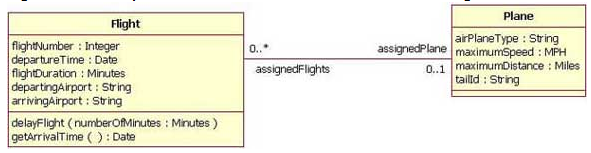 Flight
flightNumber : Integer
departureTime : Date
flightDuration : Minutes
departingAirport : String
arrivingAirport : String
delayFlight ( numberOfMinutes : Minutes )
getArrivalTime ( ) : Date
0..*
assignedPlane
assignedFlights
0..1
Plane
airPlaneType : String
maximumSpeed : MPH
maximumDistance : Miles
tailId : String